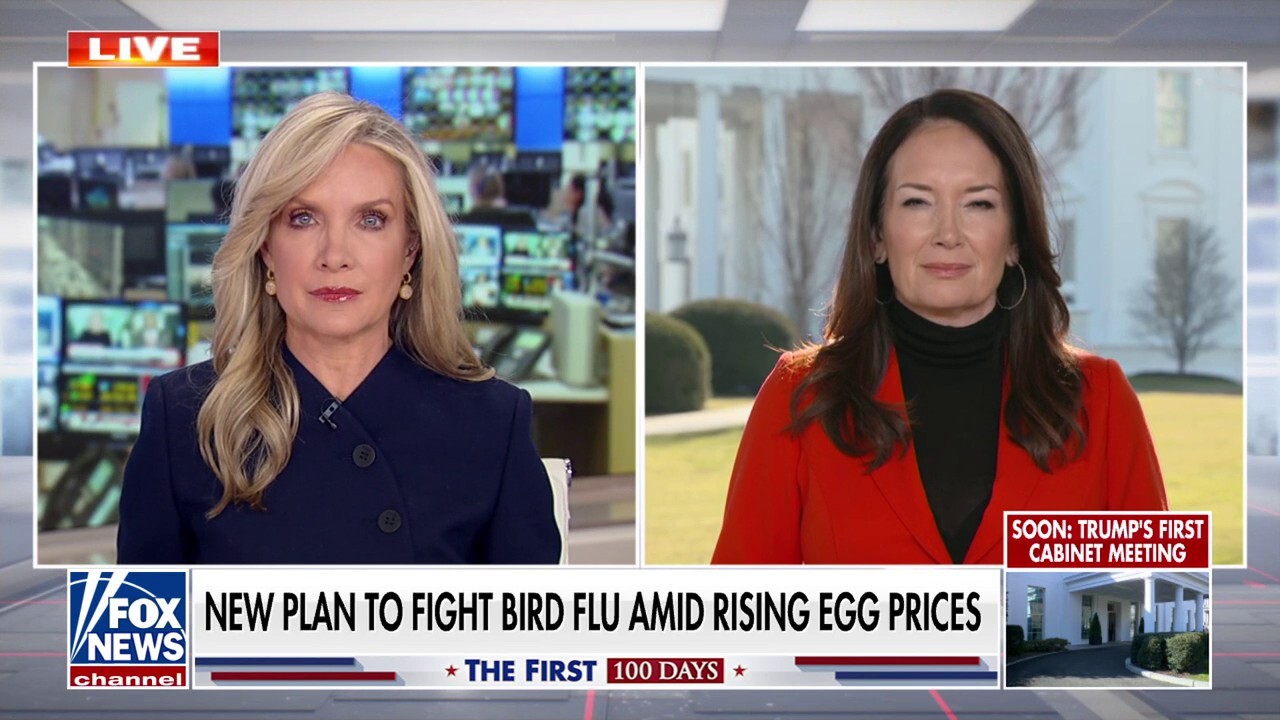 LIVE
SOON: TRUMP'S FIRST
CABINET MEETING
FOX
NEWS
channel
NEW PLAN TO FIGHT BIRD FLU AMID RISING EGG PRICES
THE FIRST 100 DAYS